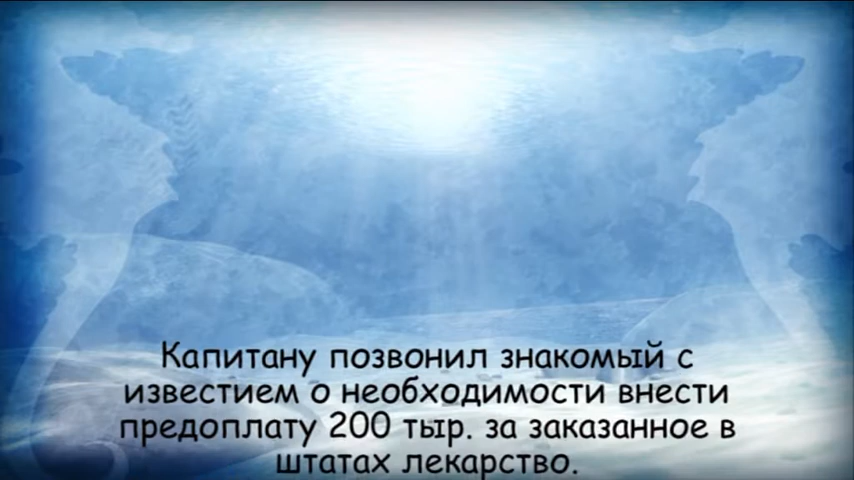 Капитану позвонил знакомый с
известием о необходимости внести
предоплату 200 тыр. за заказанное в
штатах лекарство.